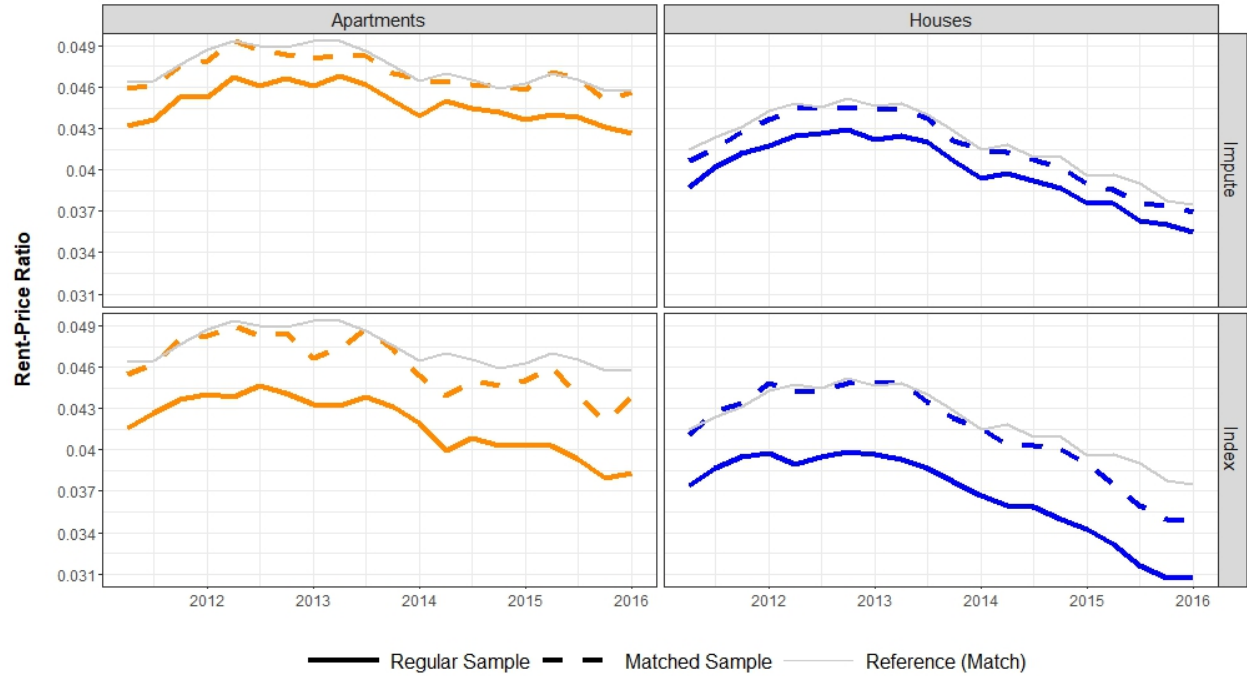 Apartments
Houses
0.049
0.046
0.043
0.04
0.037
0.034
0.031
Impute
Rent-Price Ratio
0.049
0.046
0.043
0.04
0.037
0.034
0.031
Index
2012 2013 2014 2015 2016
2012 2013 2014 2015 2016
Regular Sample Matched Sample Reference (Match)